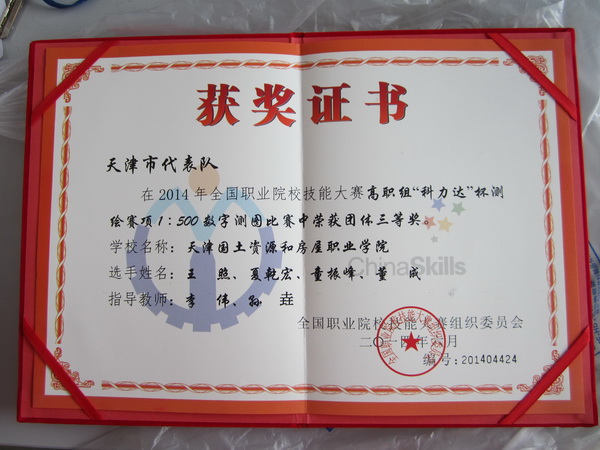 获奖证书
天津市代表队
在2014年全国职业院校技能大赛高职组“科力达”杯测
绘赛项1:500数字测图比赛中荣获团体三等奖。
学校名称：天津国土资源和房屋职业学院
选手姓名：王 照、夏乾宏、童振峰、董 成
指导教师：李 伟、孙 垚
ChinaSkills
全国职业院校技能大赛组织委员会
二〇一四年六月
编号:201404424